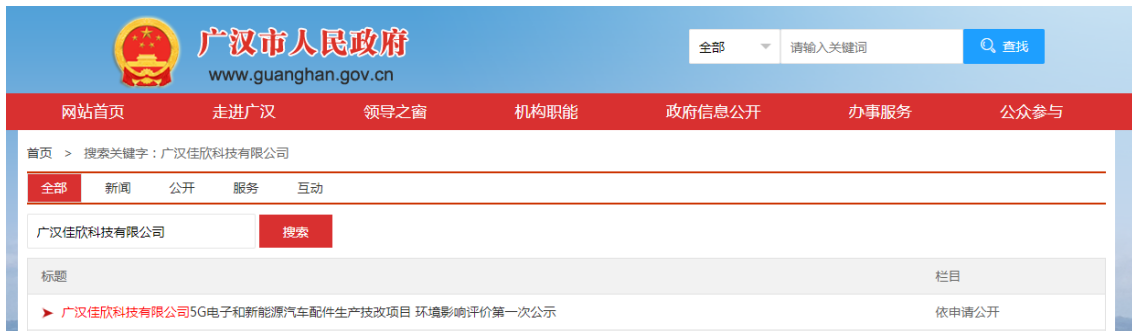 广汉市人民政府
www.guanghan.gov.cn
全部 请输入关键词 查找
网站首页 走进广汉 领导之窗 机构职能 政府信息公开 办事服务 公众参与
首页 > 搜索关键字：广汉佳欣科技有限公司
全部 新闻 公开 服务 互动
广汉佳欣科技有限公司 搜索
标题 栏目
广汉佳欣科技有限公司5G电子和新能源汽车配件生产技改项目 环境影响评价第一次公示 依申请公开